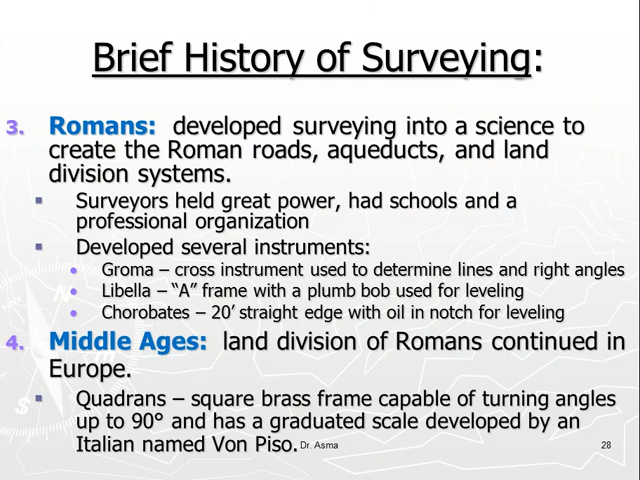 Brief History of Surveying:
3. Romans: developed surveying into a science to
create the Roman roads, aqueducts, and land
division systems.
▪ Surveyors held great power, had schools and a
professional organization
▪ Developed several instruments:
• Groma – cross instrument used to determine lines and right angles
• Libella – “A” frame with a plumb bob used for leveling
• Chorobates – 20’ straight edge with oil in notch for leveling
4. Middle Ages: land division of Romans continued in
Europe.
▪ Quadrans – square brass frame capable of turning angles
up to 90° and has a graduated scale developed by an
Italian named Von Piso.
Dr. Asma
28
N
S